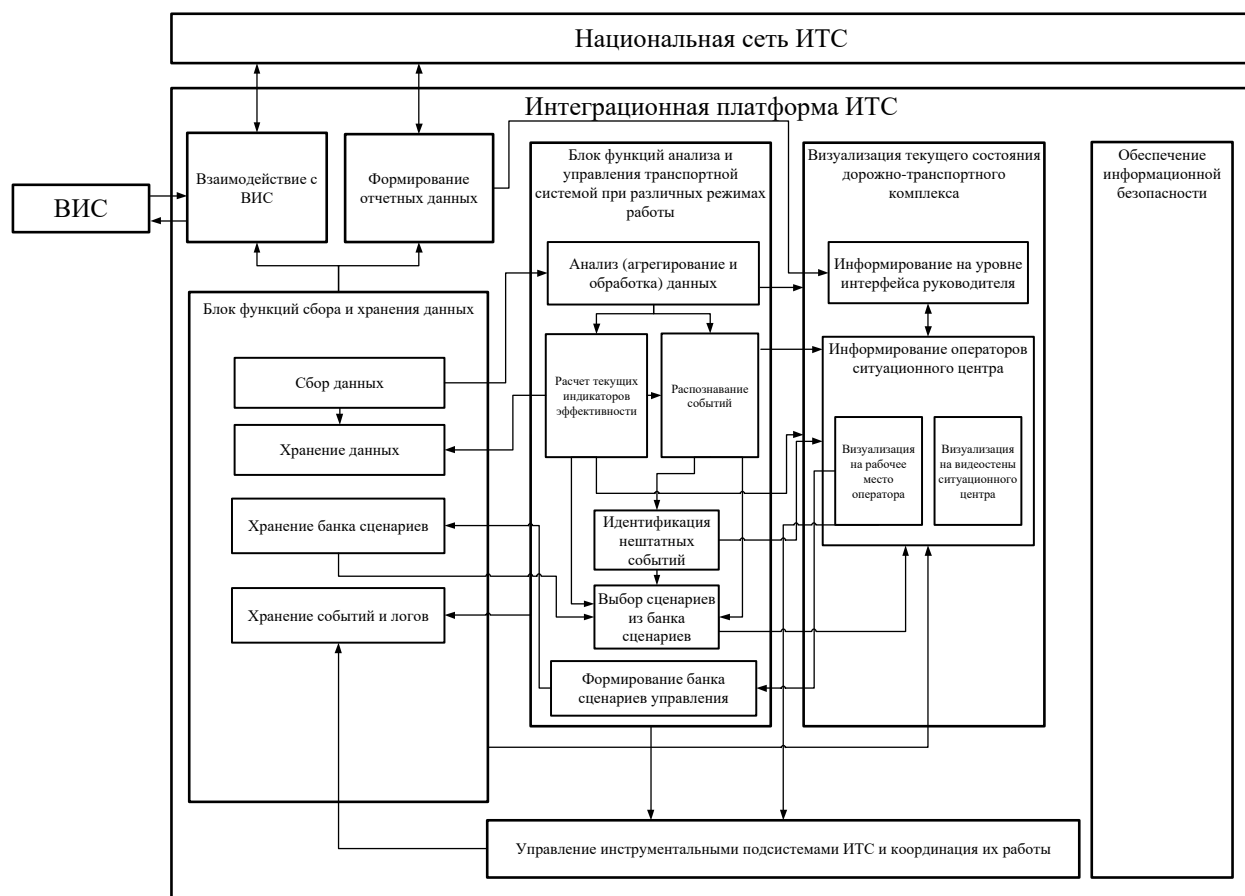 Национальная сеть ИТС
Интеграционная платформа ИТС
Взаимодействие с
ВИС
Формирование
отчетных данных
ВИС
Блок функций анализа и
управления транспортной
системой при различных режимах
работы
Визуализация текущего состояния
дорожно-транспортного
комплекса
Обеспечение
информационной
безопасности
Анализ (агрегирование и
обработка) данных
Информирование на уровне
интерфейса руководителя
Блок функций сбора и хранения данных
Сбор данных
Хранение данных
Хранение банка сценариев
Хранение событий и логов
Расчет текущих
индикаторов
эффективности
Распознавание
событий
Информирование операторов
ситуационного центра
Визуализация
на рабочее
место
оператора
Визуализация
на видеостены
ситуационного
центра
Идентификация
нештатных
событий
Выбор сценариев
из банка
сценариев
Формирование банка
сценариев управления
Управление инструментальными подсистемами ИТС и координация их работы